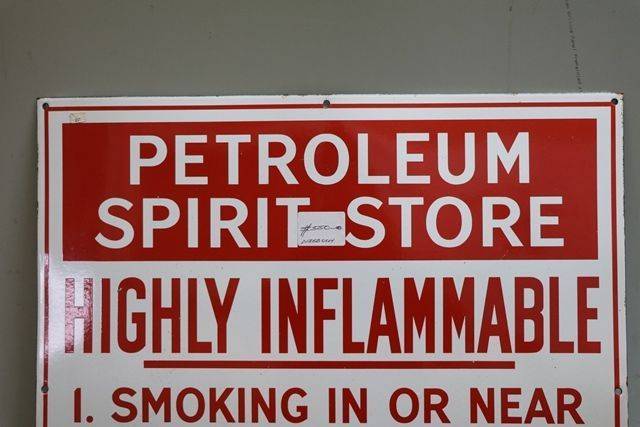 PETROLEUM
SPIRIT STORE
HIGHLY INFLAMMABLE
1. SMOKING IN OR NEAR